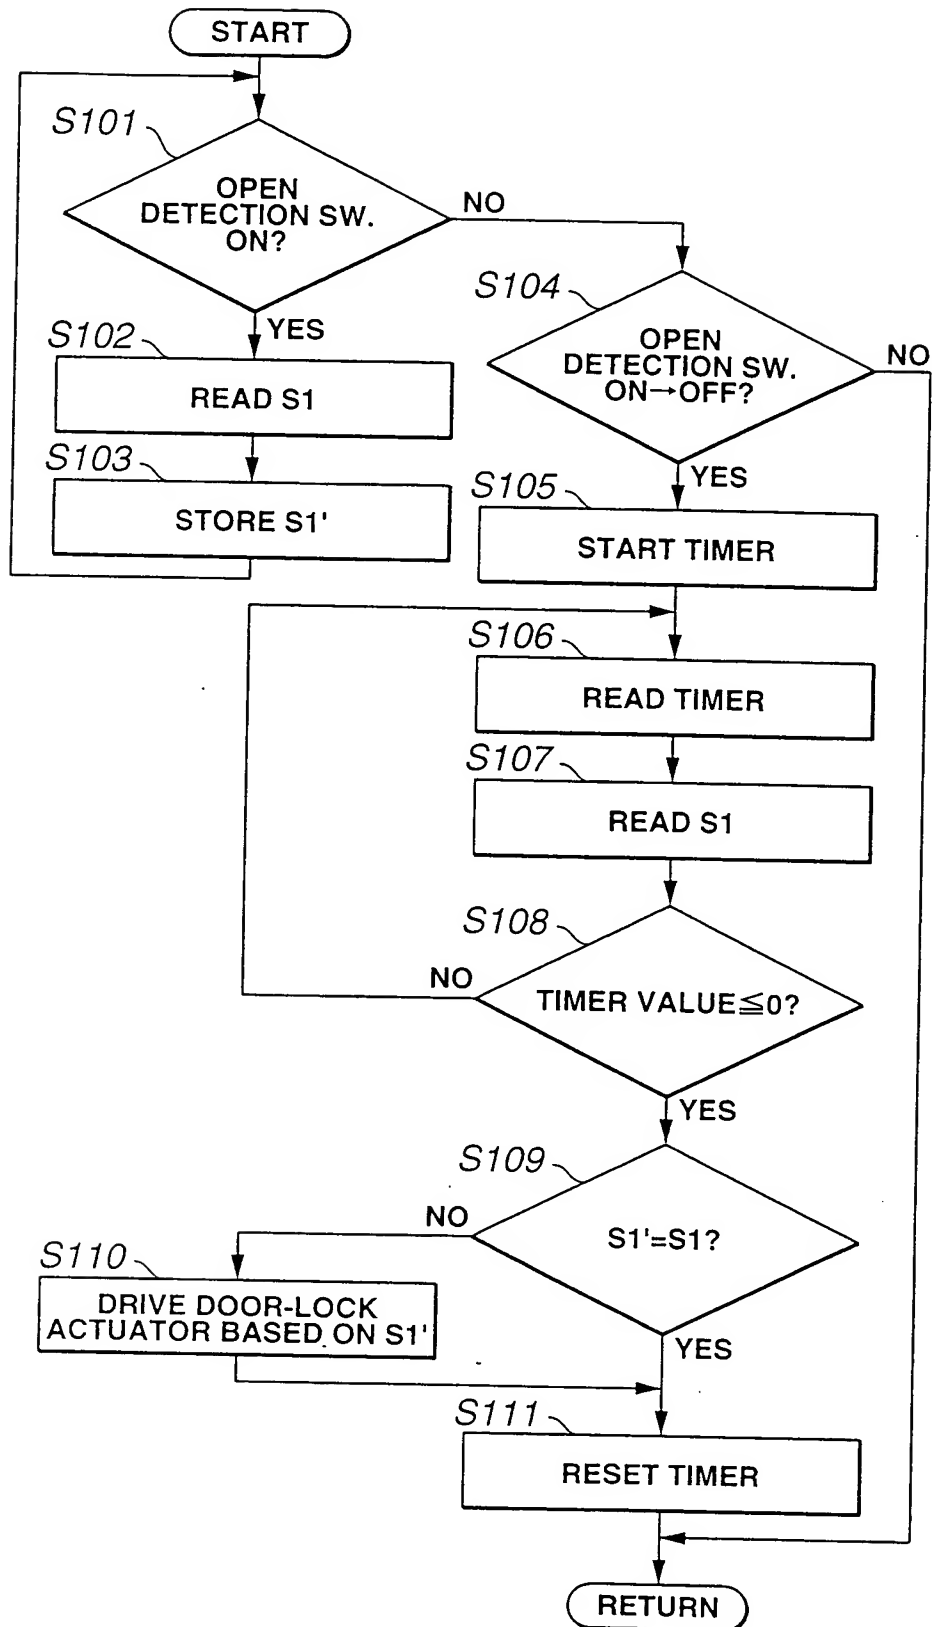 START
S101
OPEN
DETECTION SW.
ON?
NO
YES
S102
READ S1
S103
STORE S1'
S104
OPEN
DETECTION SW.
ON→OFF?
NO
YES
S105
START TIMER
S106
READ TIMER
S107
READ S1
S108
TIMER VALUE≦0?
NO
YES
S109
S1'=S1?
NO
YES
S110
DRIVE DOOR-LOCK
ACTUATOR BASED ON S1'
S111
RESET TIMER
RETURN